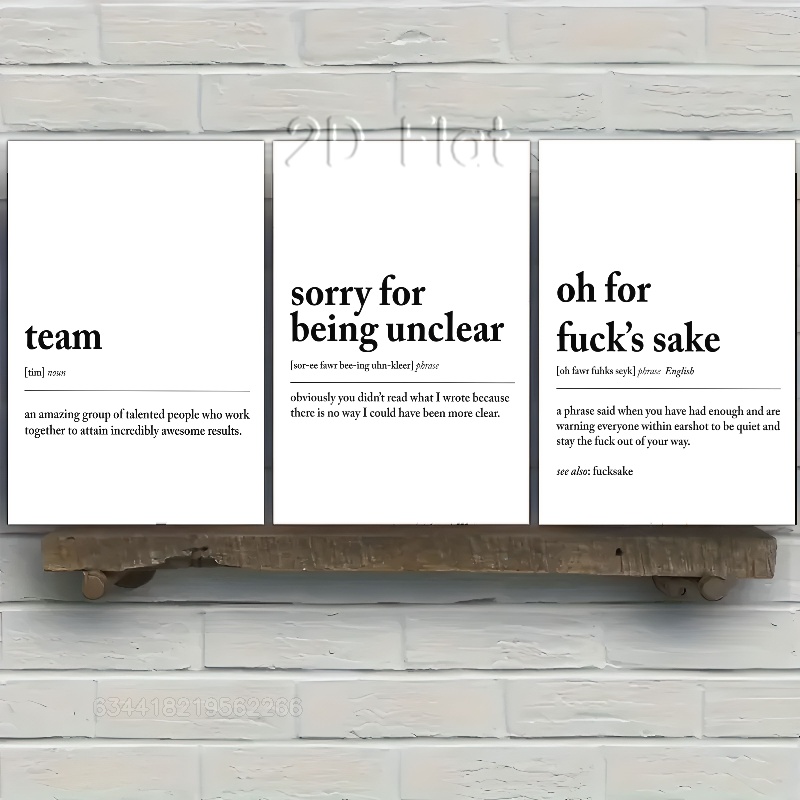 2D Flat
team
[tim] noun
an amazing group of talented people who work
together to attain incredibly awesome results.
sorry for
being unclear
[sor-ee fawr bee-ing uhn-kleer] phrase
obviously you didn't read what I wrote because
there is no way I could have been more clear.
oh for
fuck's sake
[oh fawr fuhks seyk] phrase English
a phrase said when you have had enough and are
warning everyone within earshot to be quiet and
stay the fuck out of your way.
see also: fucksake
634418219562266